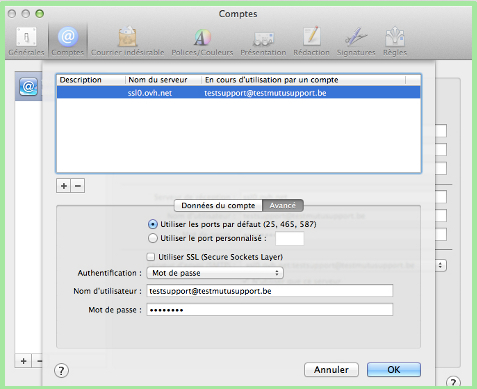 Comptes
Générales Comptes Courrier indésirable Polices/Couleurs Présentation Rédaction Signatures Règles
Description Nom du serveur En cours d'utilisation par un compte
ssl0.ovh.net testsupport@testmutusupport.be
Données du compte Avancé
Utiliser les ports par défaut (25, 465, 587)
Utiliser le port personnalisé :
Utiliser SSL (Secure Sockets Layer)
Authentification : Mot de passe
Nom d'utilisateur : testsupport@testmutusupport.be
Mot de passe : ••••••••
Annuler OK